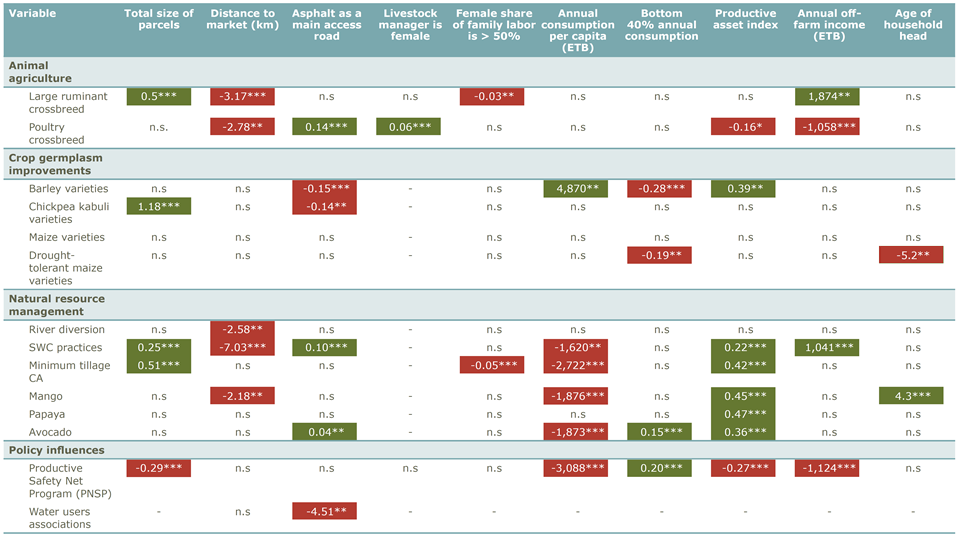 Variable | Total size of parcels | Distance to market (km) | Asphalt as a main access road | Livestock manager is female | Female share of family labor is > 50% | Annual consumption per capita (ETB) | Bottom 40% annual consumption | Productive asset index | Annual off-farm income (ETB) | Age of household head
Animal agriculture
Large ruminant crossbreed | 0.5*** | -3.17*** | n.s | n.s | -0.03** | n.s | n.s | n.s | 1,874** | n.s
Poultry crossbreed | n.s. | -2.78** | 0.14*** | 0.06*** | n.s | n.s | n.s | -0.16* | -1,058*** | n.s
Crop germplasm improvements
Barley varieties | n.s | n.s | -0.15*** | - | n.s | 4,870** | -0.28*** | 0.39** | n.s | n.s
Chickpea kabuli varieties | 1.18*** | n.s | -0.14** | - | n.s | n.s | n.s | n.s | n.s | n.s
Maize varieties | n.s | n.s | n.s | - | n.s | n.s | n.s | n.s | n.s | n.s
Drought-tolerant maize varieties | n.s | n.s | n.s | - | n.s | n.s | -0.19** | n.s | n.s | -5.2**
Natural resource management
River diversion | n.s | -2.58** | n.s | - | n.s | n.s | n.s | n.s | n.s | n.s
SWC practices | 0.25*** | -7.03*** | 0.10*** | - | n.s | -1,620** | n.s | 0.22*** | 1,041*** | n.s
Minimum tillage CA | 0.51*** | n.s | n.s | - | -0.05*** | -2,722*** | n.s | 0.42*** | n.s | n.s
Mango | n.s | -2.18** | n.s | - | n.s | -1,876*** | n.s | 0.45*** | n.s | 4.3***
Papaya | n.s | n.s | n.s | - | n.s | n.s | n.s | 0.47*** | n.s | n.s
Avocado | n.s | n.s | 0.04** | - | n.s | -1,873*** | 0.15*** | 0.36*** | n.s | n.s
Policy influences
Productive Safety Net Program (PNSP) | -0.29*** | n.s | n.s | n.s | n.s | -3,088*** | 0.20*** | -0.27*** | -1,124*** | n.s
Water users associations | - | n.s | -4.51** | - | - | - | - | - | - | -